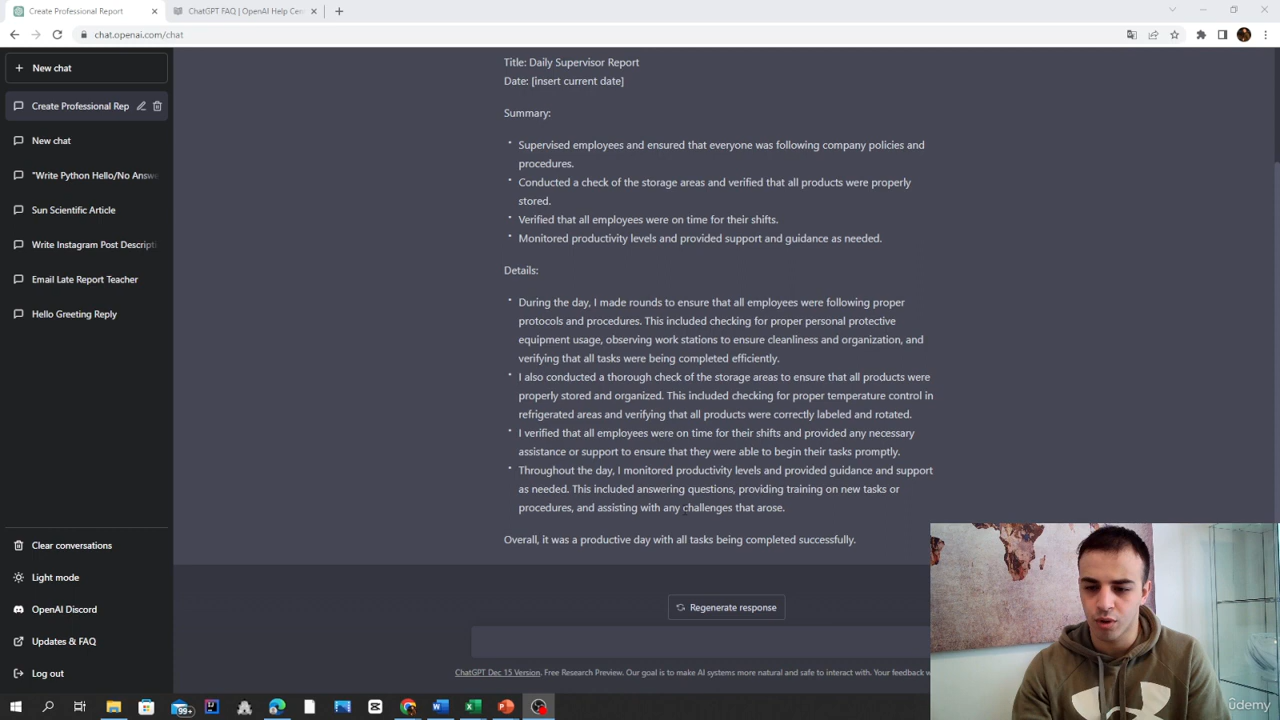 Create Professional Report
ChatGPT FAQ | OpenAI Help Cen
chat.openai.com/chat
New chat
Create Professional Rep
New chat
"Write Python Hello/No Answe
Sun Scientific Article
Write Instagram Post Descripti
Email Late Report Teacher
Hello Greeting Reply
Clear conversations
Light mode
OpenAI Discord
Updates & FAQ
Log out
Title: Daily Supervisor Report
Date: [insert current date]
Summary:
• Supervised employees and ensured that everyone was following company policies and
procedures.
• Conducted a check of the storage areas and verified that all products were properly
stored.
• Verified that all employees were on time for their shifts.
• Monitored productivity levels and provided support and guidance as needed.
Details:
• During the day, I made rounds to ensure that all employees were following proper
protocols and procedures. This included checking for proper personal protective
equipment usage, observing work stations to ensure cleanliness and organization, and
verifying that all tasks were being completed efficiently.
• I also conducted a thorough check of the storage areas to ensure that all products were
properly stored and organized. This included checking for proper temperature control in
refrigerated areas and verifying that all products were correctly labeled and rotated.
• I verified that all employees were on time for their shifts and provided any necessary
assistance or support to ensure that they were able to begin their tasks promptly.
• Throughout the day, I monitored productivity levels and provided guidance and support
as needed. This included answering questions, providing training on new tasks or
procedures, and assisting with any challenges that arose.
Overall, it was a productive day with all tasks being completed successfully.
Regenerate response
ChatGPT Dec 15 Version. Free Research Preview. Our goal is to make AI systems more natural and safe to interact with. Your feedback w
99+
ûdemy